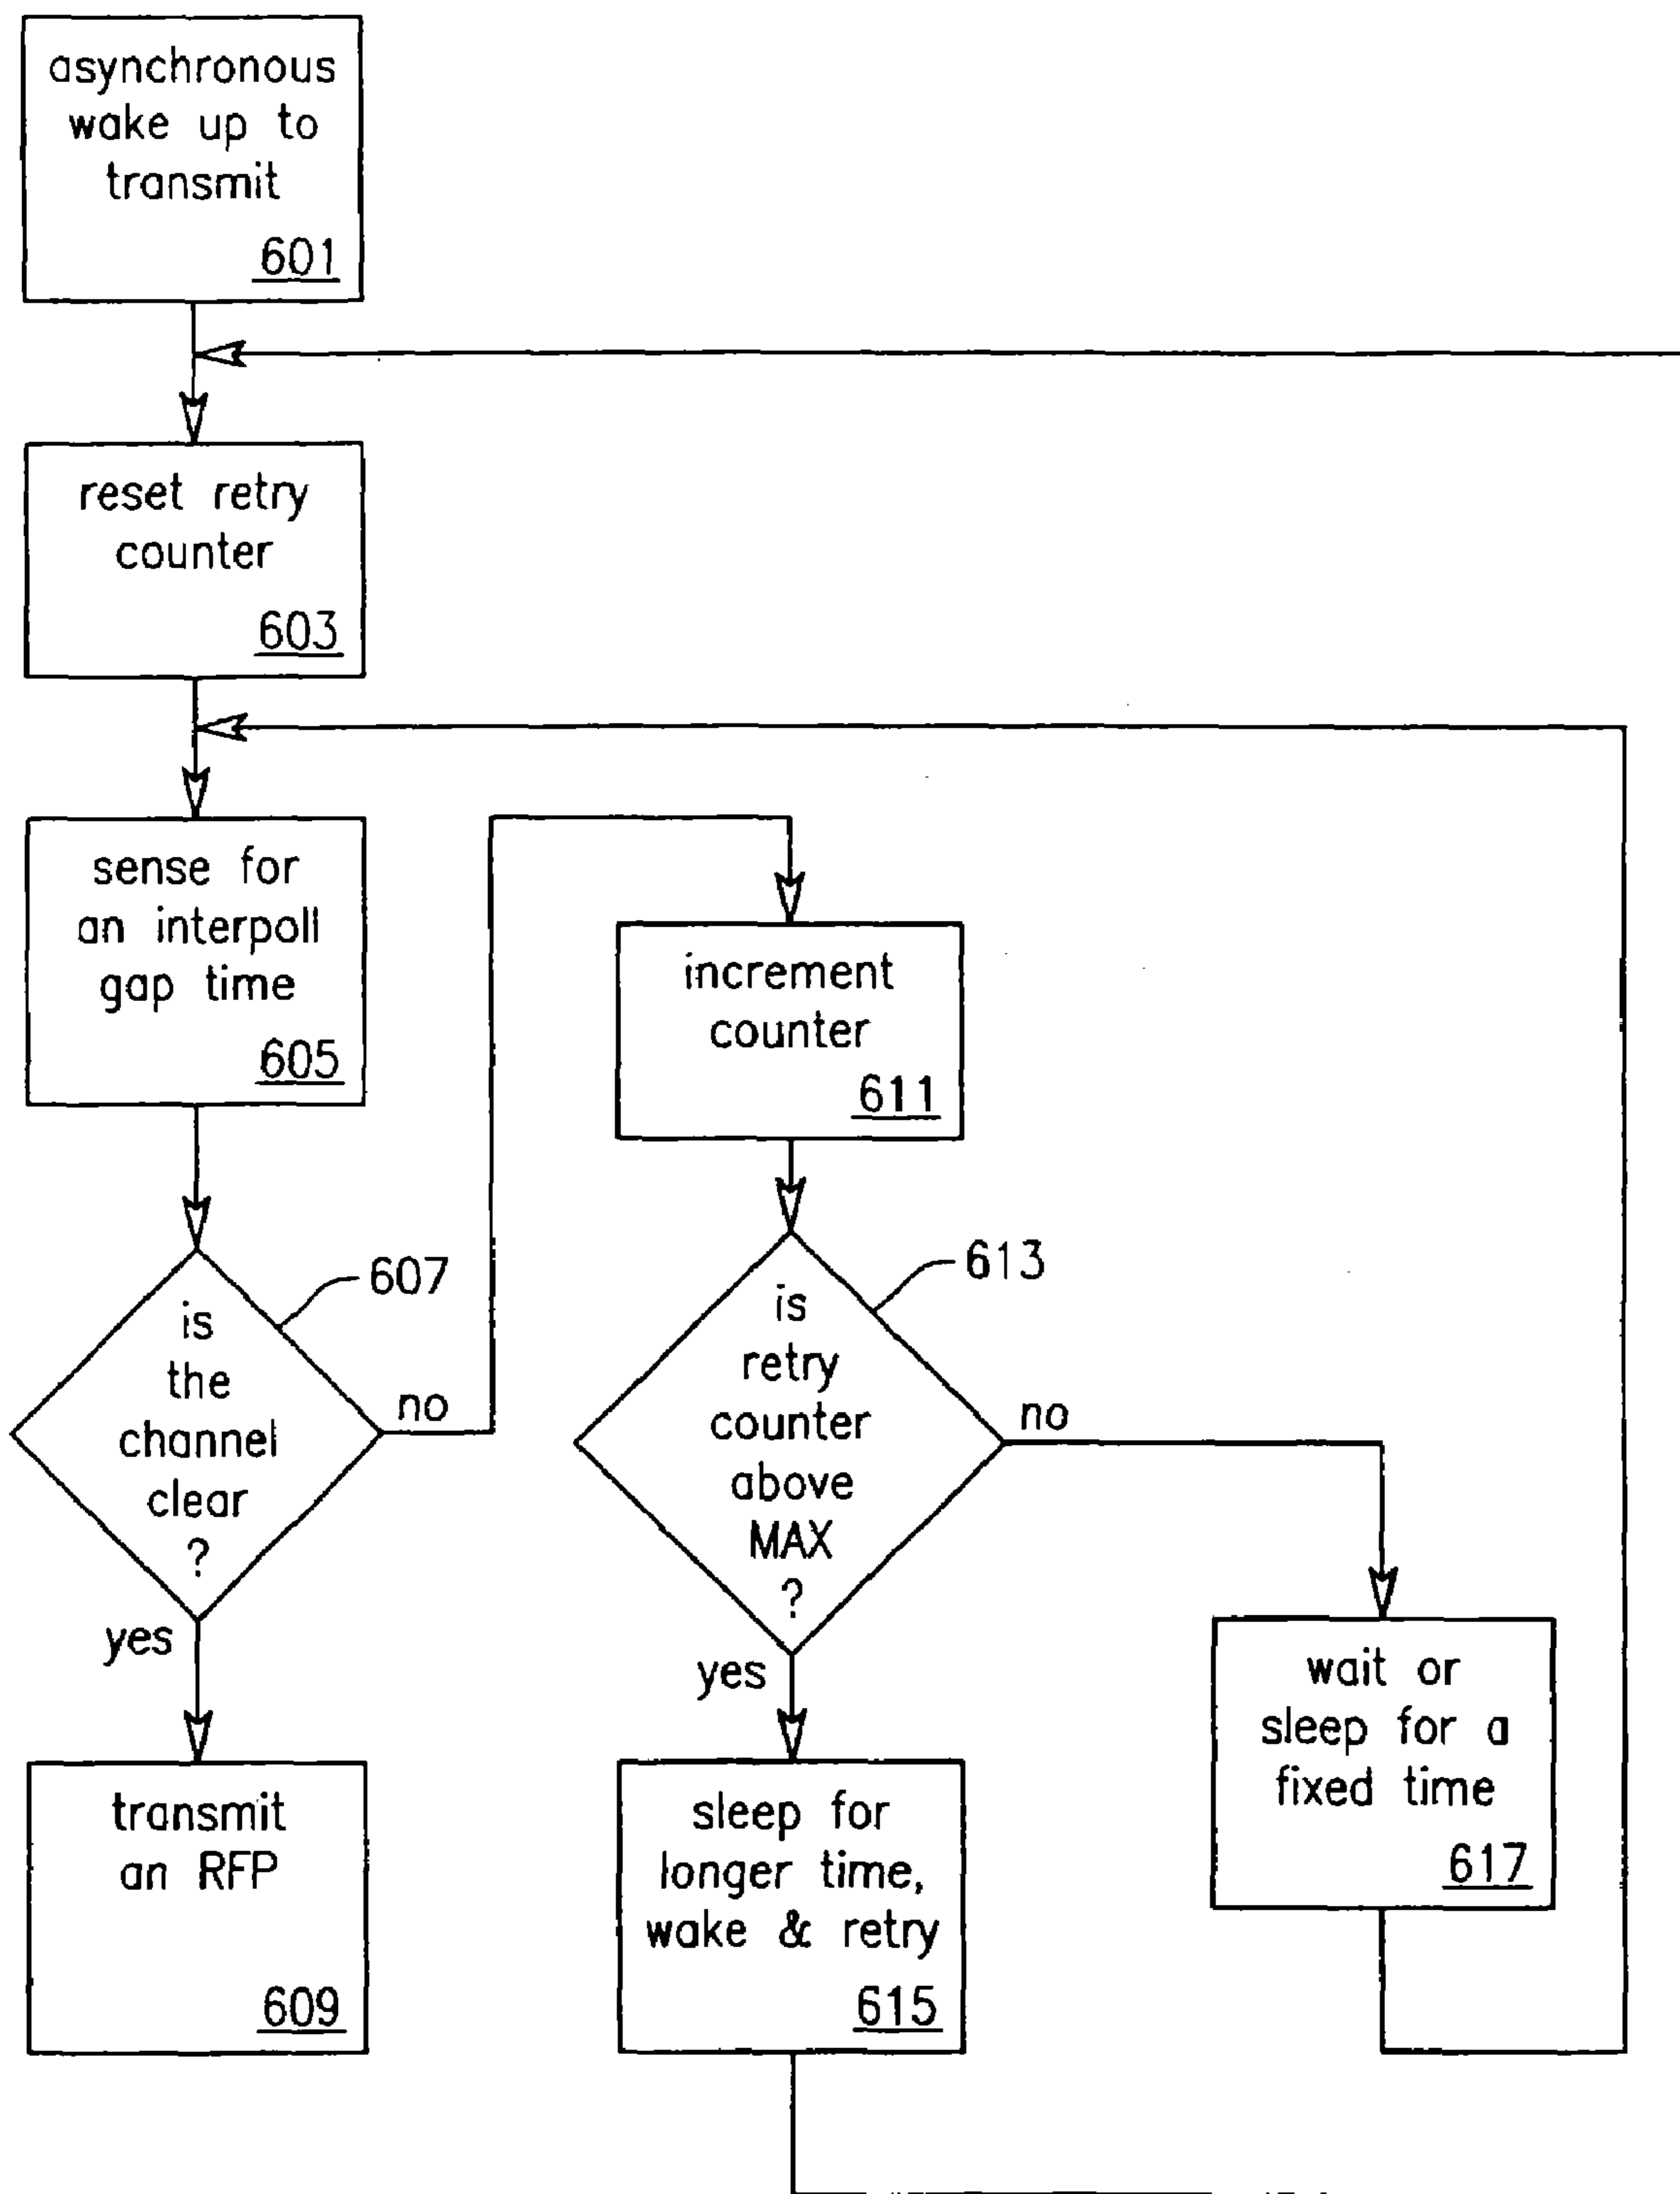 asynchronous
wake up to
transmit
601
reset retry
counter
603
sense for
an interpoll
gap time
605
607
is
the
channel
clear
?
no
yes
transmit
an RFP
609
increment
counter
611
613
is
retry
counter
above
MAX
?
no
yes
sleep for
longer time,
wake & retry
615
wait or
sleep for a
fixed time
617